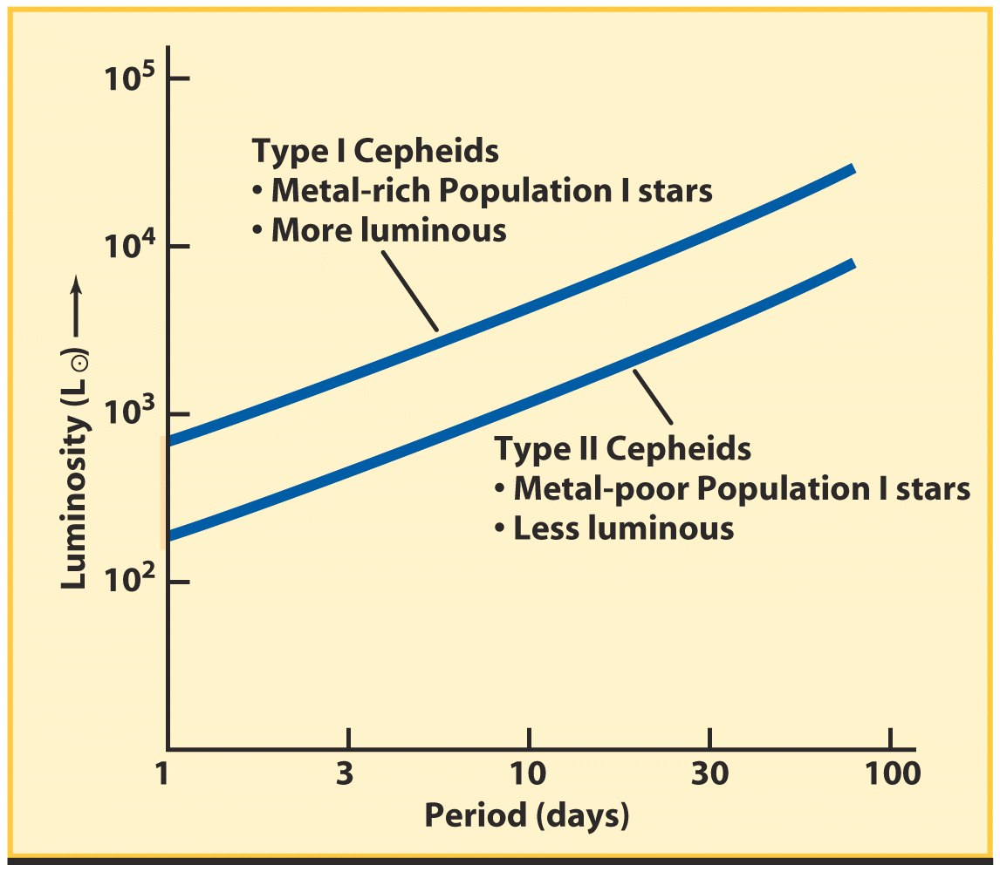 10⁵
Type I Cepheids
• Metal-rich Population I stars
• More luminous
10⁴
Luminosity (L☉) →
10³
Type II Cepheids
• Metal-poor Population I stars
• Less luminous
10²
1 3 10 30 100
Period (days)